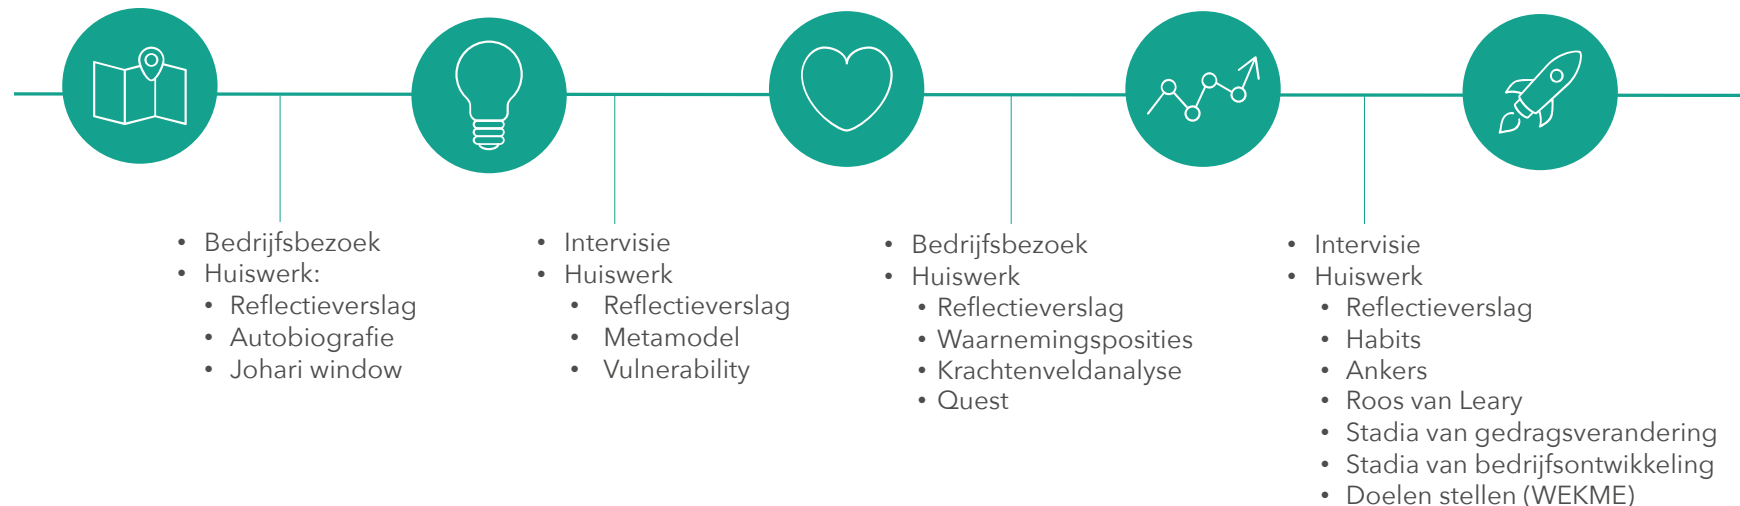 • Bedrijfsbezoek
• Huiswerk:
• Reflectieverslag
• Autobiografie
• Johari window
• Intervisie
• Huiswerk
• Reflectieverslag
• Metamodel
• Vulnerability
• Bedrijfsbezoek
• Huiswerk
• Reflectieverslag
• Waarnemingsposities
• Krachtenveldanalyse
• Quest
• Intervisie
• Huiswerk
• Reflectieverslag
• Habits
• Ankers
• Roos van Leary
• Stadia van gedragsverandering
• Stadia van bedrijfsontwikkeling
• Doelen stellen (WEKME)